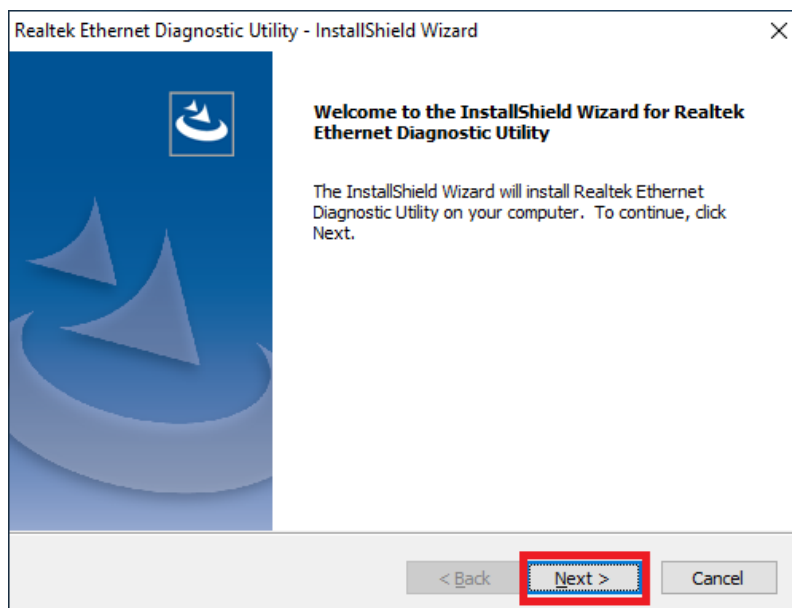 Realtek Ethernet Diagnostic Utility - InstallShield Wizard
Welcome to the InstallShield Wizard for Realtek
Ethernet Diagnostic Utility
The InstallShield Wizard will install Realtek Ethernet
Diagnostic Utility on your computer.  To continue, click
Next.
< Back
Next >
Cancel